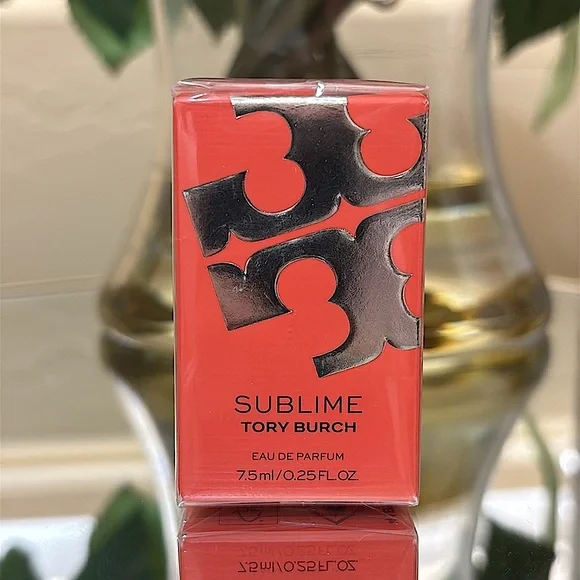 SUBLIME
TORY BURCH
EAU DE PARFUM
7.5ml/0.25FL.OZ.